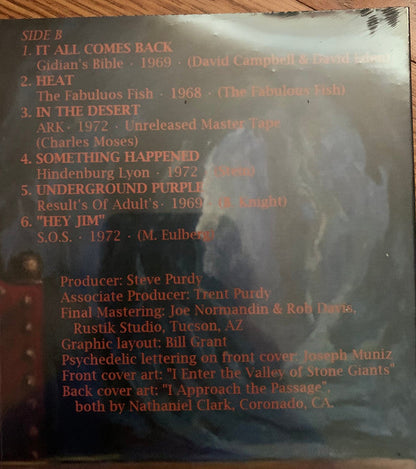 SIDE B
1. IT ALL COMES BACK
Gidian's Bible · 1969 · (David Campbell & David
2. HEAT
The Fabuluos Fish · 1968 · (The Fabulous Fish)
3. IN THE DESERT
ARK · 1972 · Unreleased Master Tape
(Charles Moses)
4. SOMETHING HAPPENED
Hindenburg Lyon · 1972 ·
5. UNDERGROUND PURPLE
Result's Of Adult's · 1969 · Knight)
6. "HEY JIM"
S.O.S. · 1972 · (M. Eulberg)
Producer: Steve Purdy
Associate Producer: Trent Purdy
Final Mastering: Joe Normandin & Rob Davis,
Rustik Studio, Tucson, AZ
Graphic layout: Bill Grant
Psychedelic lettering on front cover: Joseph Muniz
Front cover art: "I Enter the Valley of Stone Giants"
Back cover art: "I Approach the Passage",
both by Nathaniel Clark, Coronado, CA.